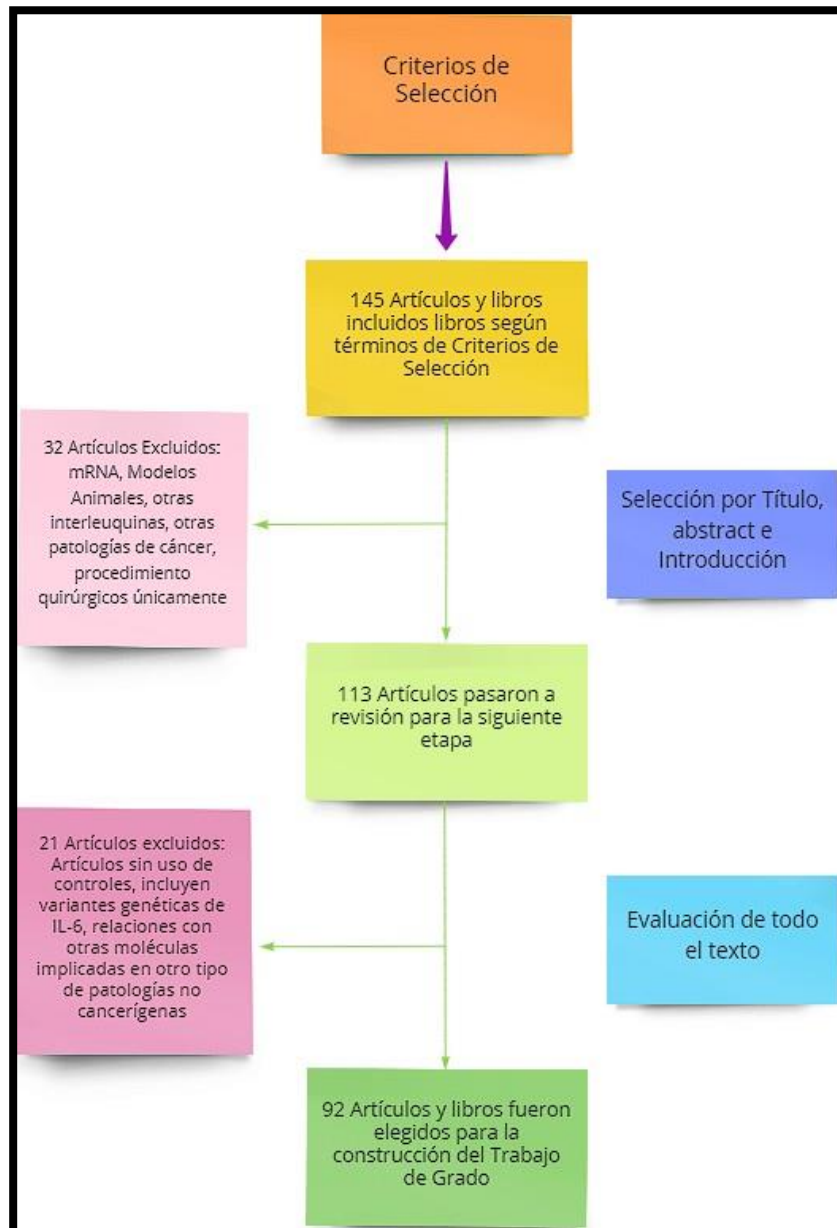 Criterios de
Selección
145 Artículos y libros
incluidos libros según
términos de Criterios de
Selección
32 Artículos Excluidos:
mRNA, Modelos
Animales, otras
interleuquinas, otras
patologías de cáncer,
procedimiento
quirúrgicos únicamente
Selección por Título,
abstract e
Introducción
113 Artículos pasaron a
revisión para la siguiente
etapa
21 Artículos excluidos:
Artículos sin uso de
controles, incluyen
variantes genéticas de
IL-6, relaciones con
otras moléculas
implicadas en otro tipo
de patologías no
cancerígenas
Evaluación de todo
el texto
92 Artículos y libros fueron
elegidos para la
construcción del Trabajo
de Grado